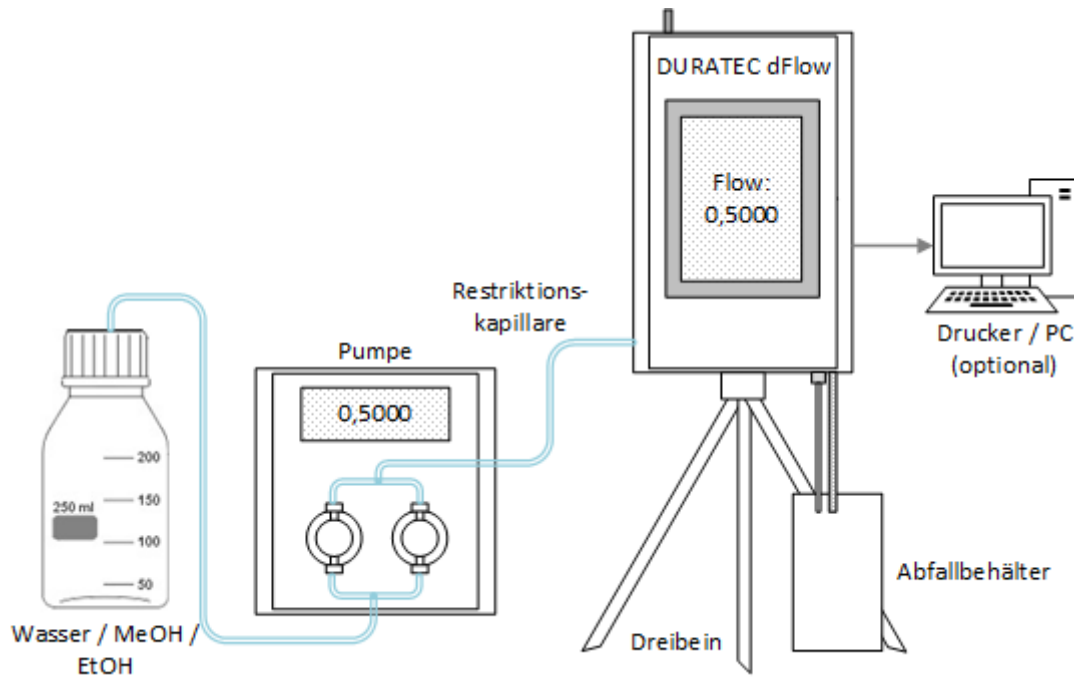 DURATEC dFlow
Flow:
0,5000
Restriktions-
kapillare
Pumpe
0,5000
Drucker / PC
(optional)
200
150
250 ml
100
50
Abfallbehälter
Dreibein
Wasser / MeOH /
EtOH